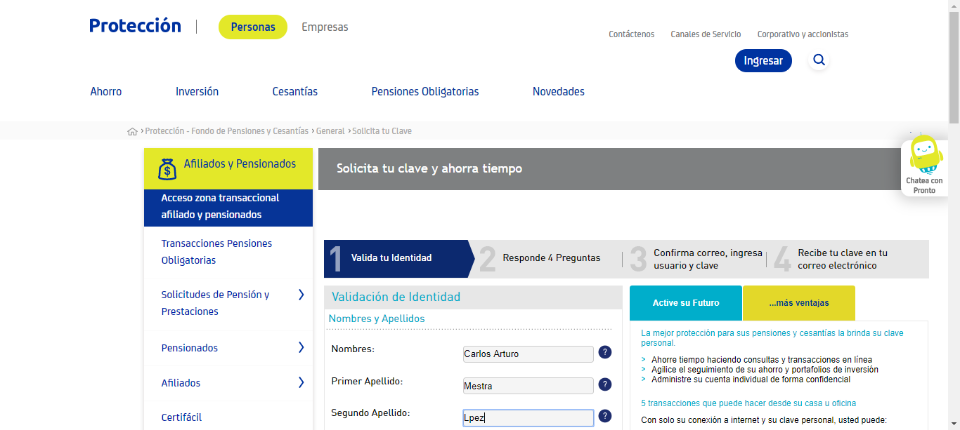 Protección
Personas
Empresas
Contáctenos
Canales de Servicio
Corporativo y accionistas
Ingresar
Ahorro
Inversión
Cesantías
Pensiones Obligatorias
Novedades
Protección - Fondo de Pensiones y Cesantías > General > Solicita tu Clave
Afiliados y Pensionados
Acceso zona transaccional
afiliado y pensionados
Transacciones Pensiones
Obligatorias
Solicitudes de Pensión y
Prestaciones
Pensionados
Afiliados
Certifácil
Solicita tu clave y ahorra tiempo
Chatea con
Pronto
1 Valida tu Identidad
2 Responde 4 Preguntas
3 Confirma correo, ingresa
usuario y clave
4 Recibe tu clave en tu
correo electrónico
Validación de Identidad
Nombres y Apellidos
Nombres:
Carlos Arturo
?
Primer Apellido:
Mestra
?
Segundo Apellido:
Lpez
?
Active su Futuro
...más ventajas
La mejor protección para sus pensiones y cesantías la brinda su clave
personal.
> Ahorre tiempo haciendo consultas y transacciones en línea
> Agilice el seguimiento de su ahorro y portafolios de inversión
> Administre su cuenta individual de forma confidencial
5 transacciones que puede hacer desde su casa u oficina
Con solo su conexión a internet y su clave personal, usted puede: